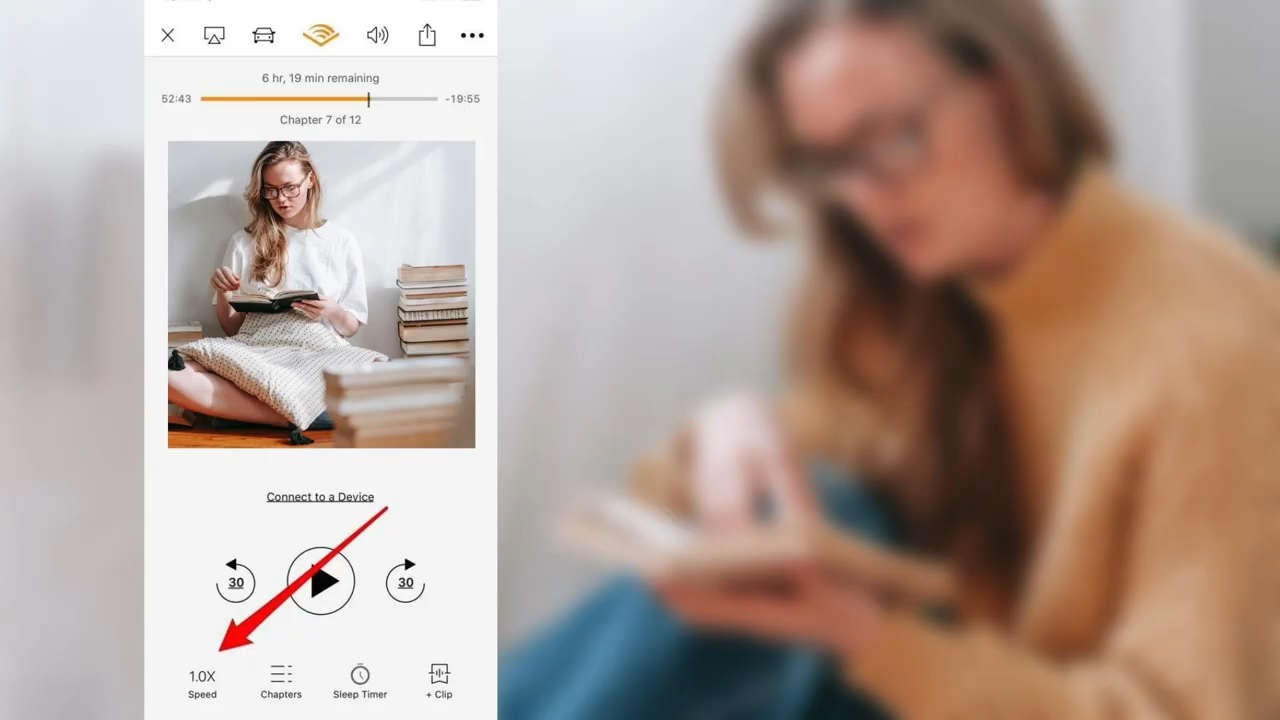 6 hr, 19 min remaining
52:43 -19:55
Chapter 7 of 12
Connect to a Device
30 30
1.0X
Speed Chapters Sleep Timer + Clip